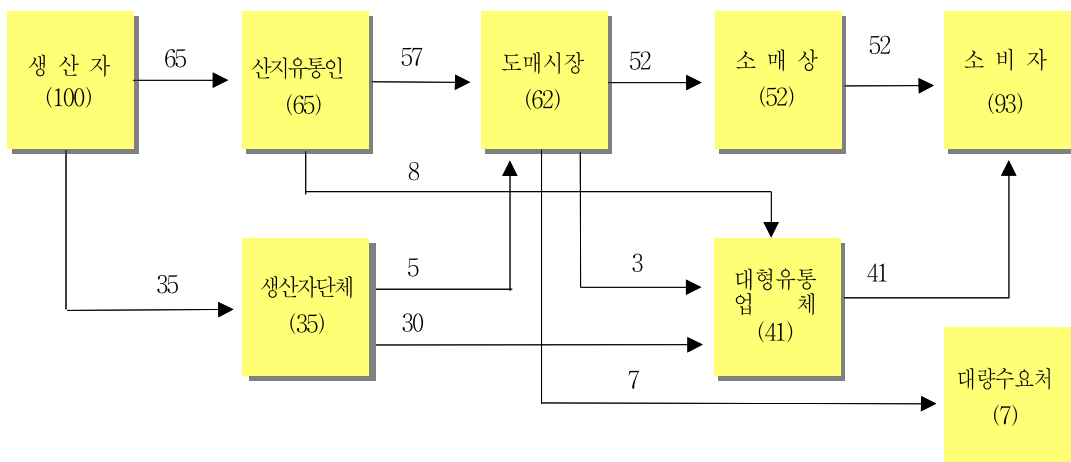 생 산 자
(100)
65
산지유통인
(65)
57
도매시장
(62)
52
소 매 상
(52)
52
소 비 자
(93)
8
35
생산자단체
(35)
5
30
3
7
대형유통
업 체
(41)
41
대량수요처
(7)